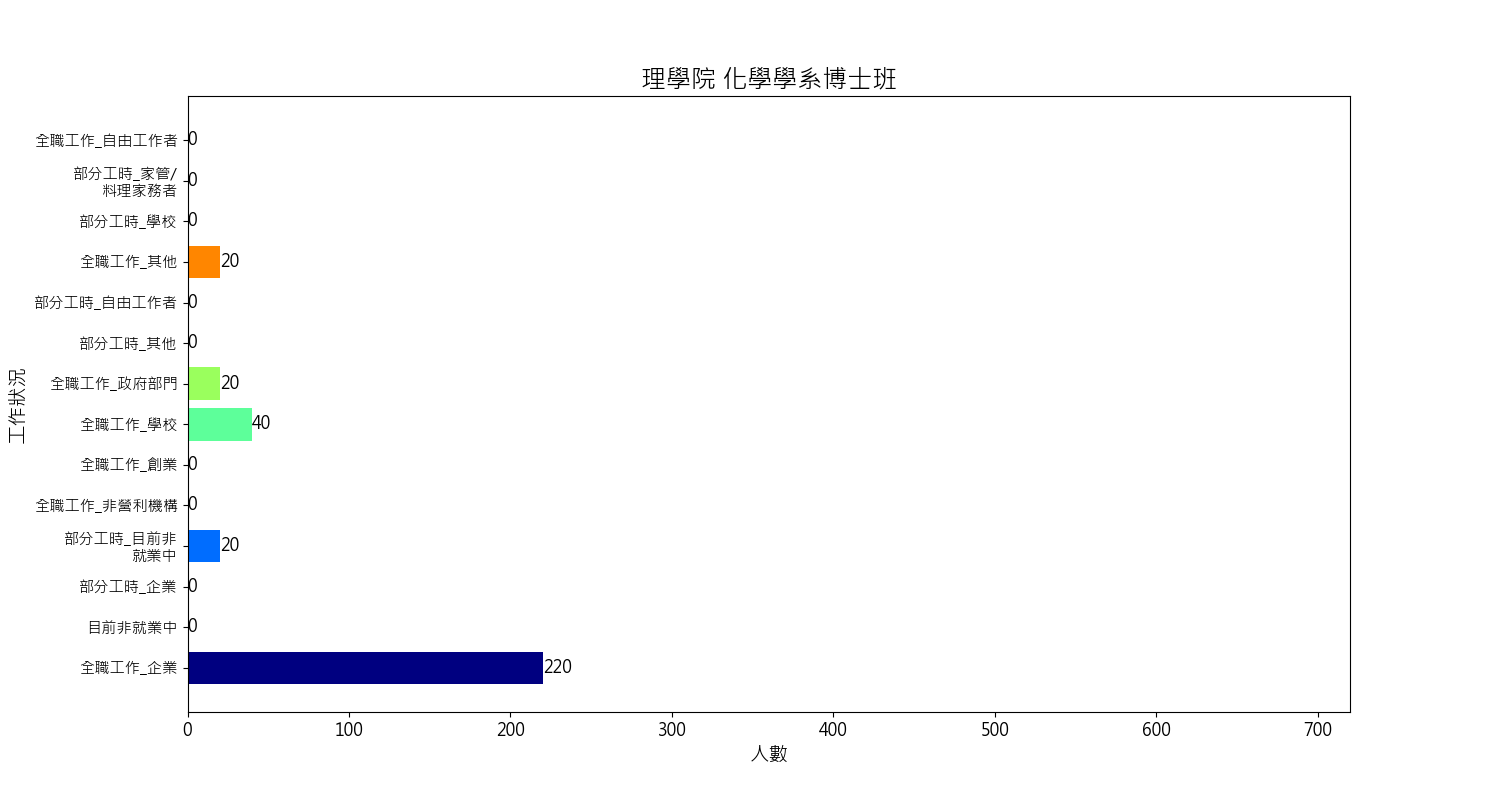 理學院 化學學系博士班
全職工作_自由工作者
0
部分工時_家管/
料理家務者
0
部分工時_學校
0
全職工作_其他
20
部分工時_自由工作者
0
部分工時_其他
0
全職工作_政府部門
20
全職工作_學校
40
全職工作_創業
0
全職工作_非營利機構
0
部分工時_目前非
就業中
20
部分工時_企業
0
目前非就業中
0
全職工作_企業
220
工作狀況
0 100 200 300 400 500 600 700
人數